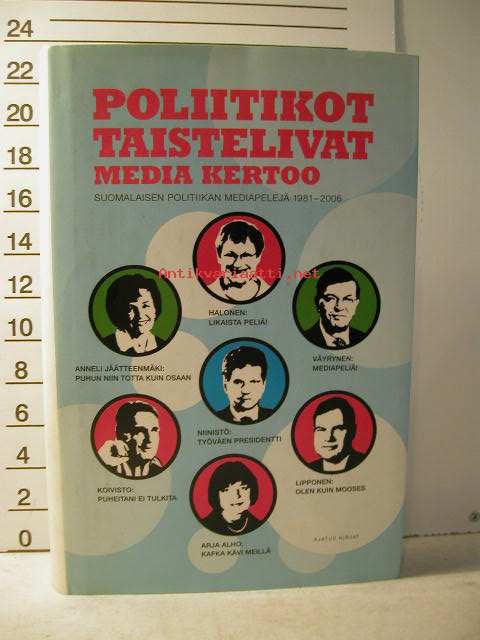 24
22
20
18
16
14
12
10
8
6
4
2
0
POLIITIKOT
TAISTELIVAT
MEDIA KERTOO
SUOMALAISEN POLITIIKAN MEDIAPELEJÄ 1981–2006
Antikvariaatti.net
HALONEN:
LIKAISTA PELIÄ!
ANNELI JÄÄTTEENMÄKI:
PUHUN NIIN TOTTA KUIN OSAAN
VÄYRYNEN:
MEDIAPELIÄ!
NIINISTÖ:
TYÖVÄEN PRESIDENTTI
KOIVISTO:
PUHEITANI EI TULKITA
LIPPONEN:
OLEN KUIN MOOSES
ARJA ALHO:
KAFKA KÄVI MEILLÄ
AJATUS KIRJAT